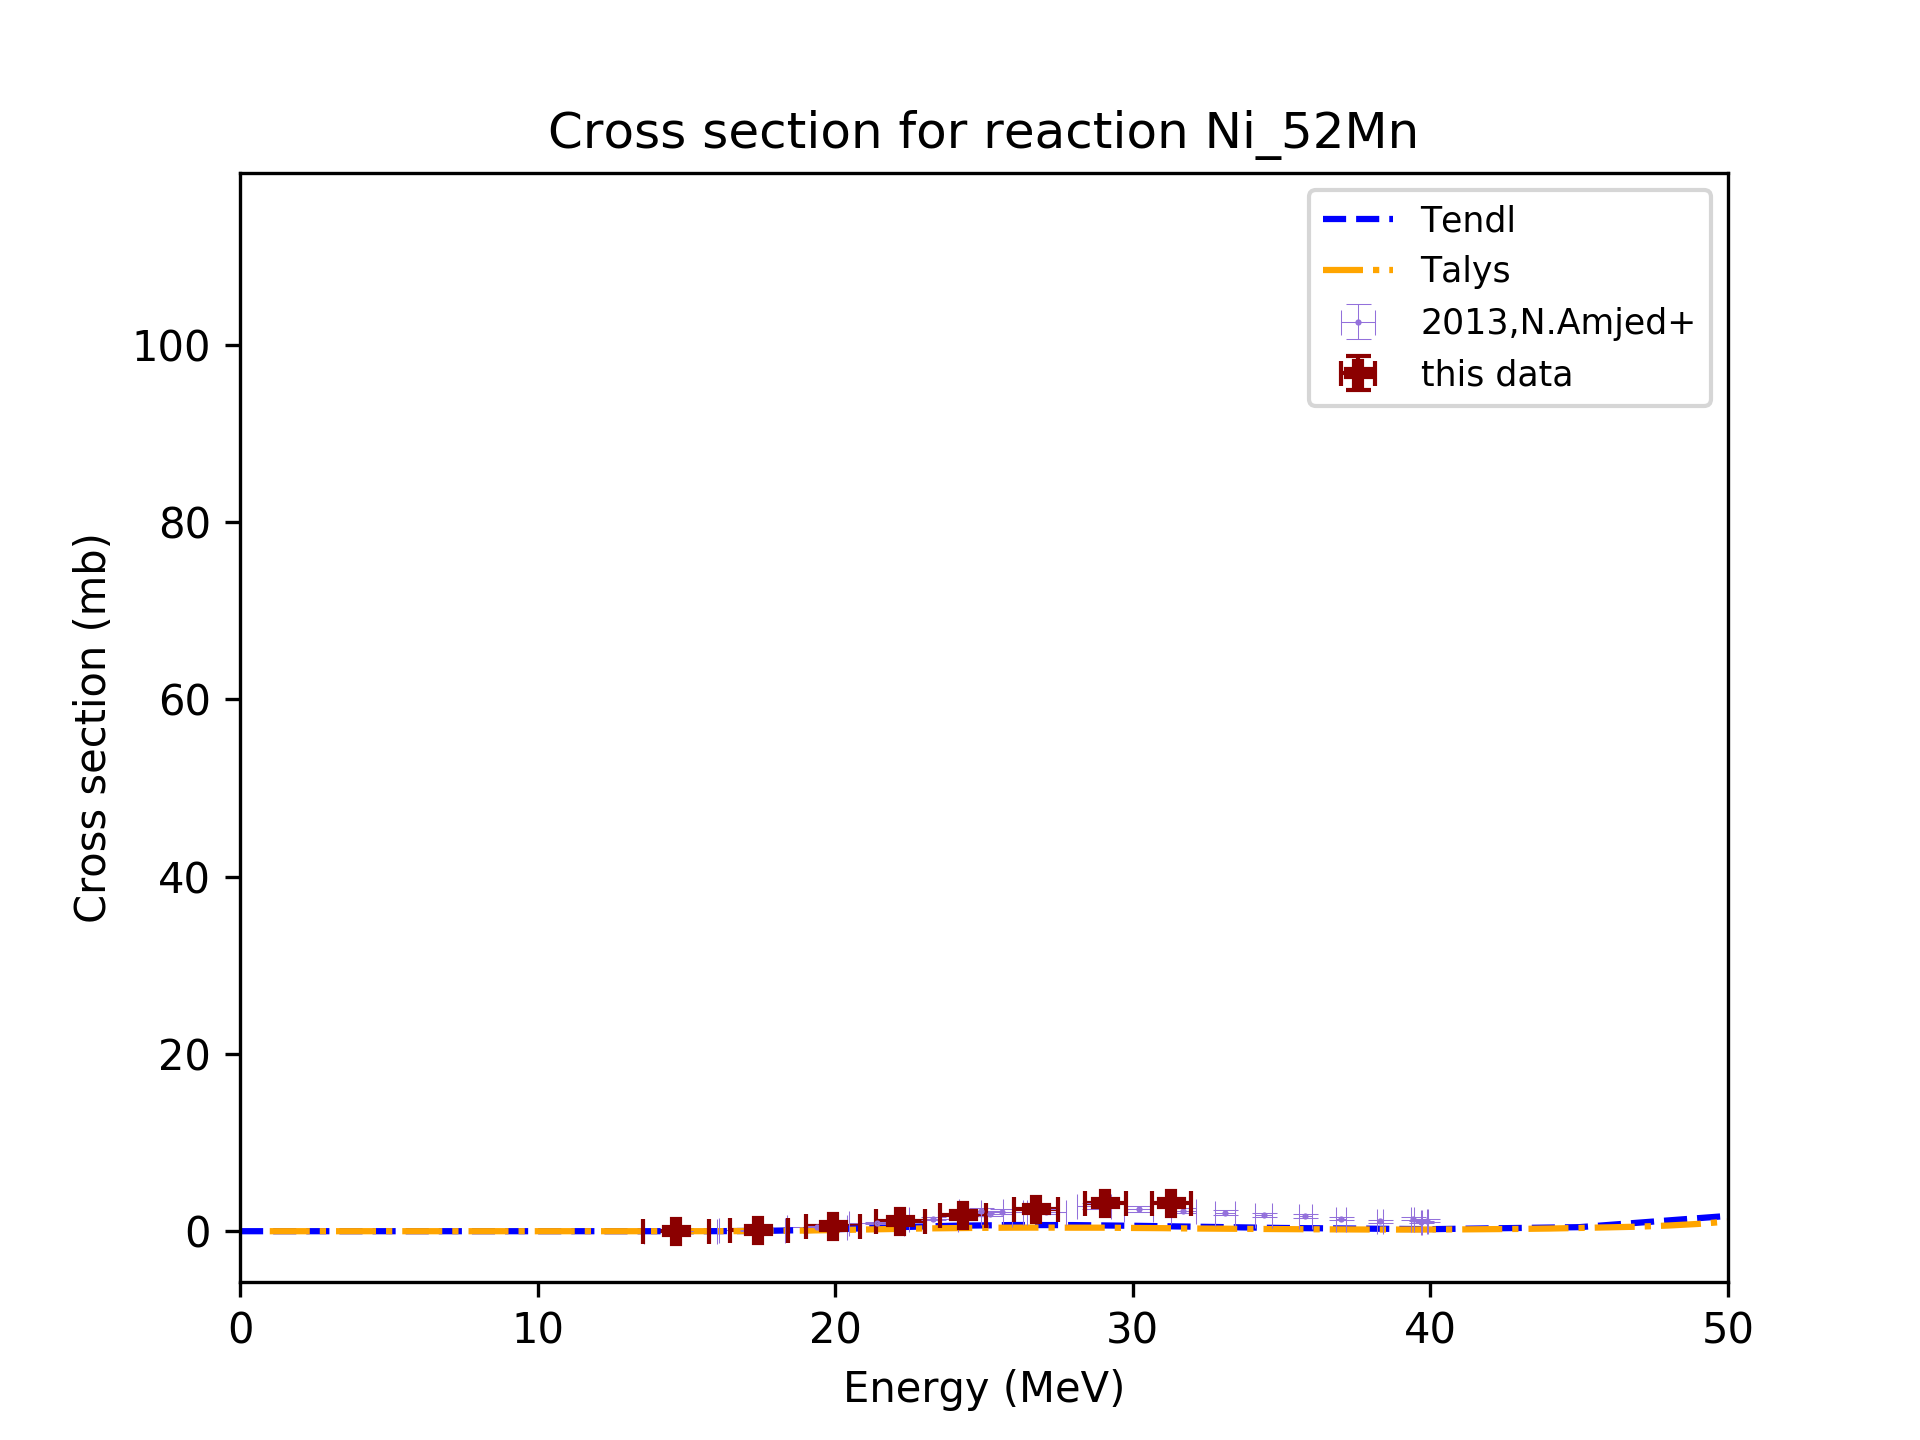 Cross section for reaction Ni_52Mn
Tendl
Talys
2013,N.Amjed+
this data
Cross section (mb)
100
80
60
40
20
0
0 10 20 30 40 50
Energy (MeV)